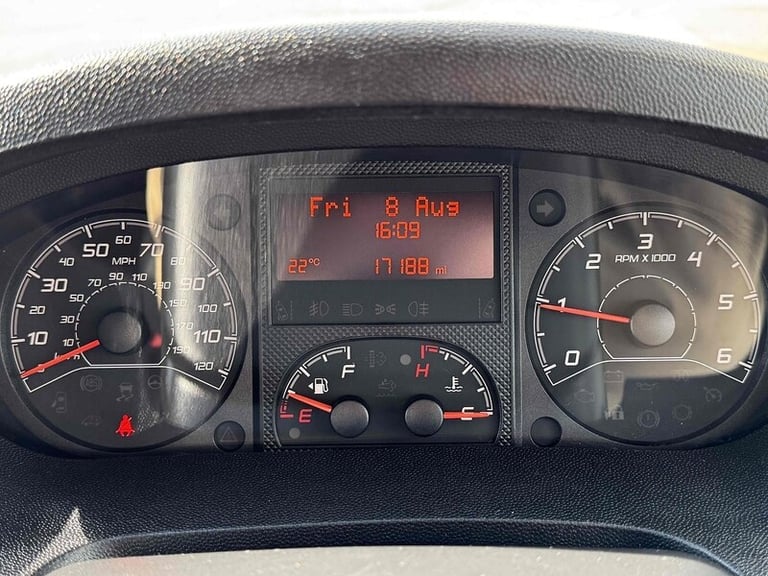 Fri 8 Aug
16:09
22°C 17188 mi
0 10 20 30 40 50 60 70 80 90 100 110 120
MPH
10 30 50 70 90 110 130 150 170 190
km/h
E F
H C
0 1 2 3 4 5 6
RPM X 1000